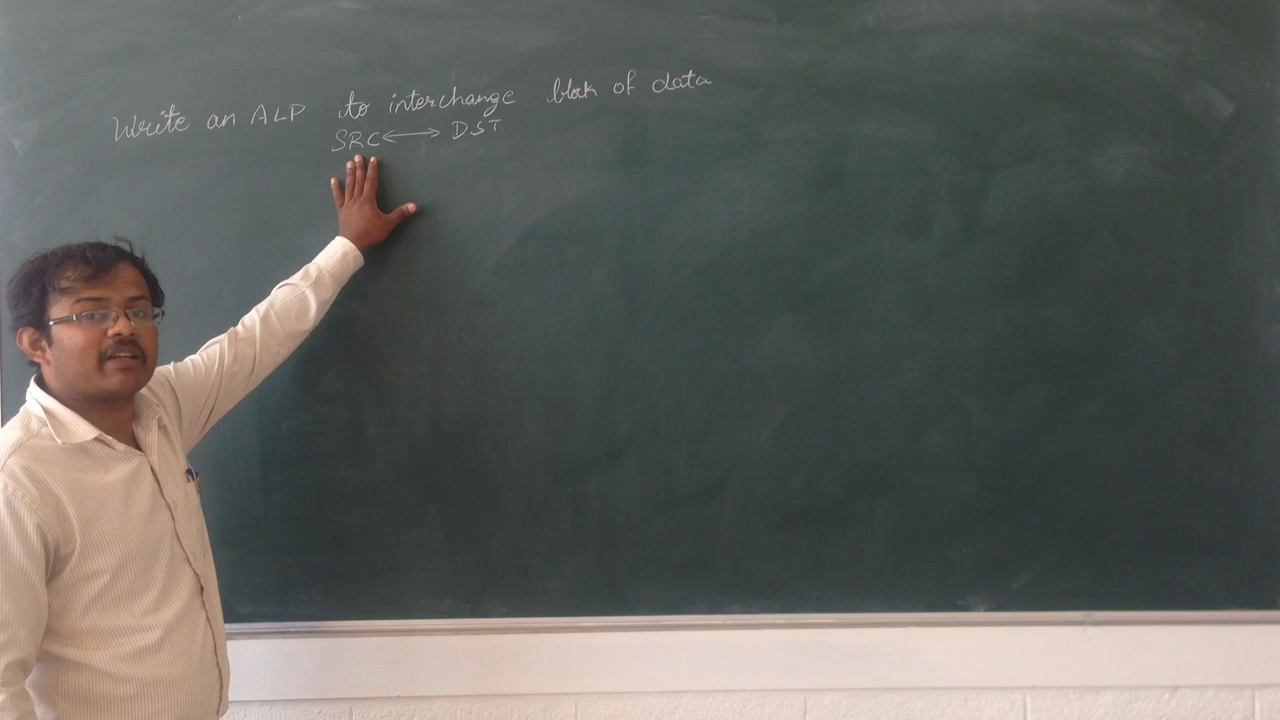 Write an ALP to interchange block of data
SRC ↔ DST